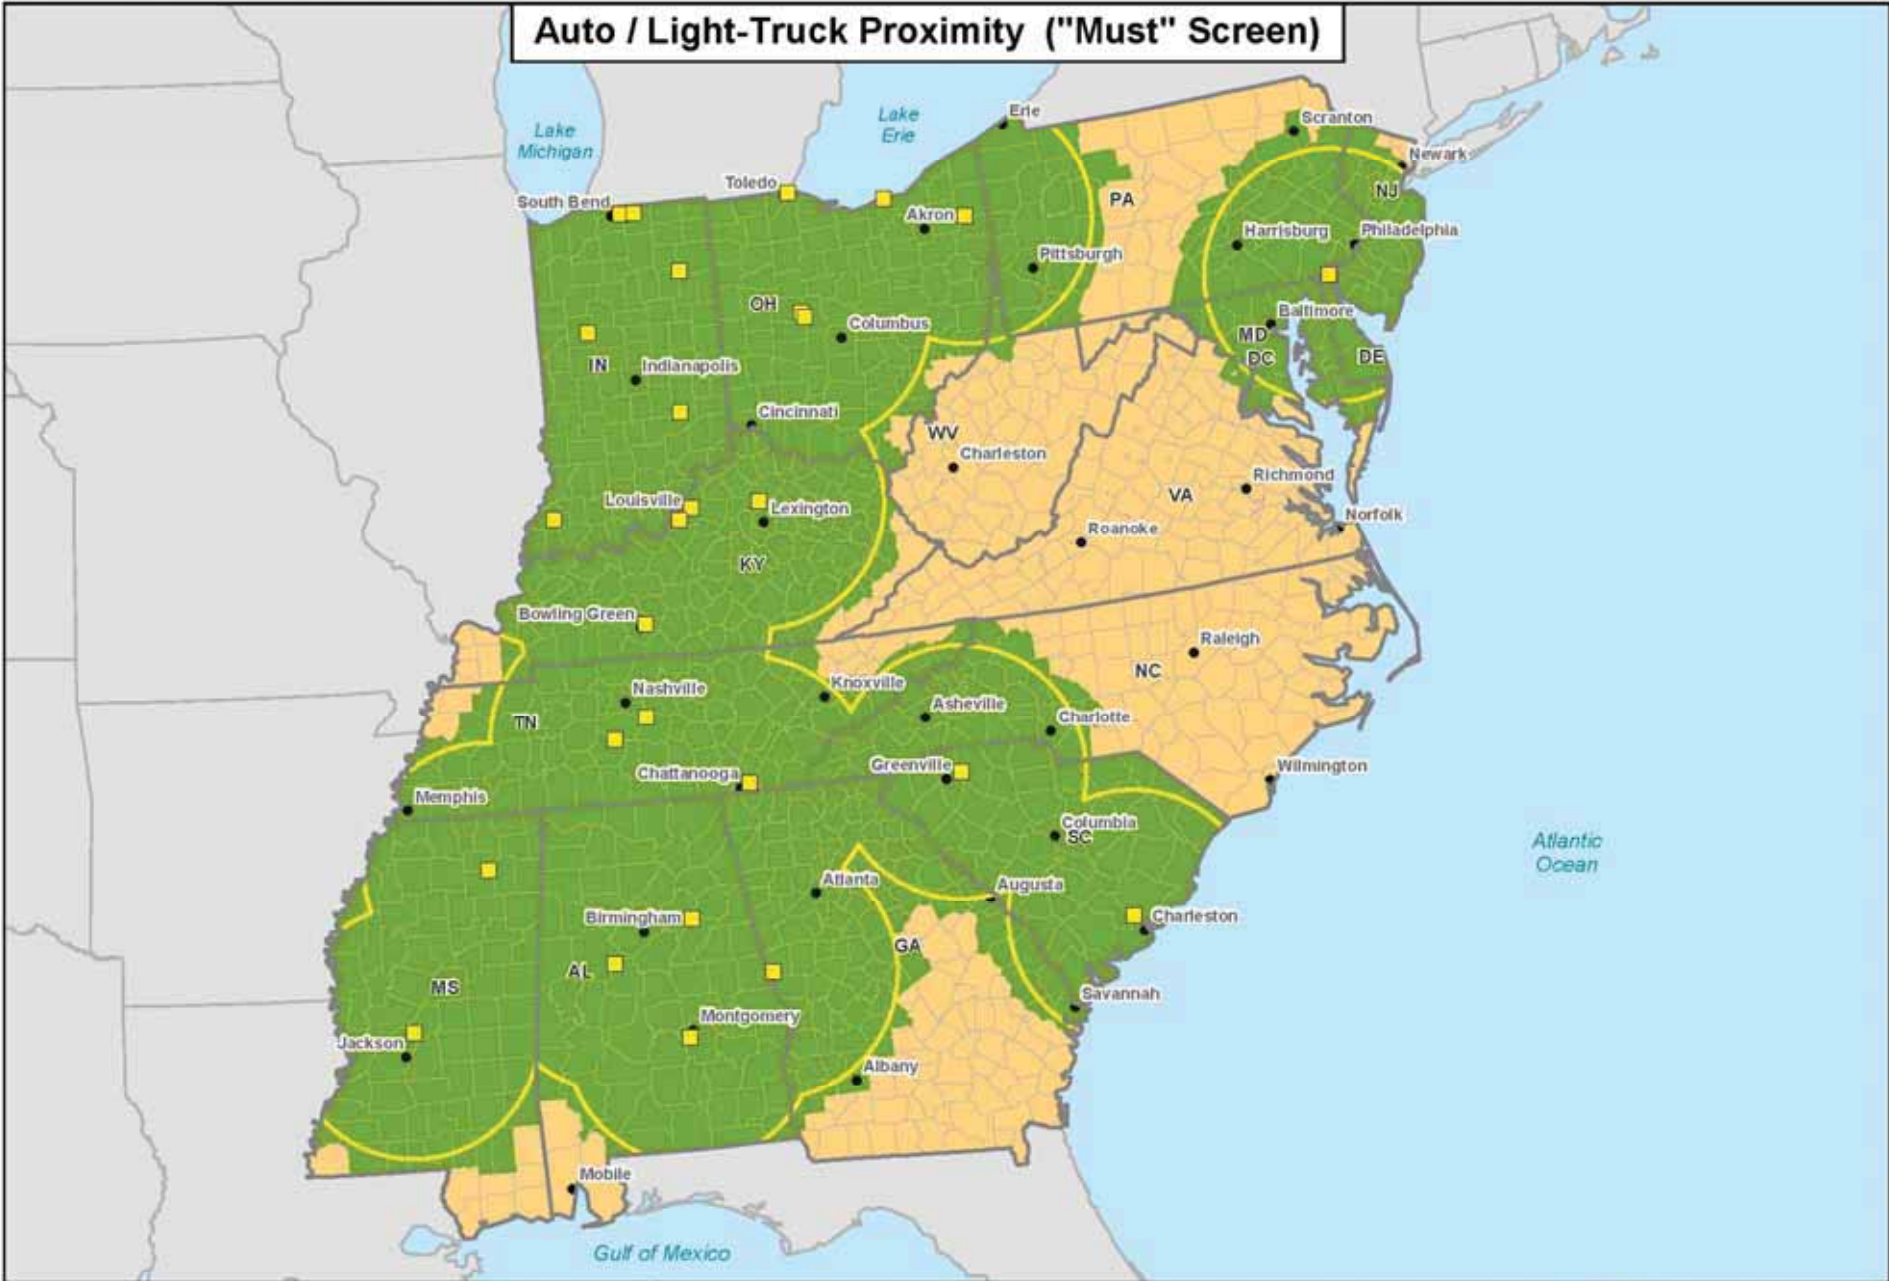 Auto / Light-Truck Proximity ("Must" Screen)
Erie
Lake
Erie
Scranton
Lake
Michigan
Newark
Toledo
NJ
PA
South Bend
Akron
Harrisburg
Philadelphia
Pittsburgh
OH
Baltimore
Columbus
MD
DC
DE
IN
Indianapolis
Cincinnati
WV
Charleston
Richmond
VA
Louisville
Lexington
Norfolk
Roanoke
KY
Bowling Green
Raleigh
NC
Knoxville
Nashville
Asheville
TN
Charlotte
Greenville
Wilmington
Chattanooga
Memphis
Columbia
SC
Atlantic
Ocean
Atlanta
Augusta
Birmingham
Charleston
GA
AL
MS
Savannah
Montgomery
Jackson
Albany
Mobile
Gulf of Mexico